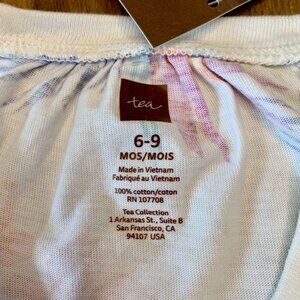 tea
6-9
MOS/MOIS
Made in Vietnam
Fabriqué au Vietnam
100% cotton/coton
RN 107708
Tea Collection
1 Arkansas St., Suite B
San Francisco, CA
94107 USA